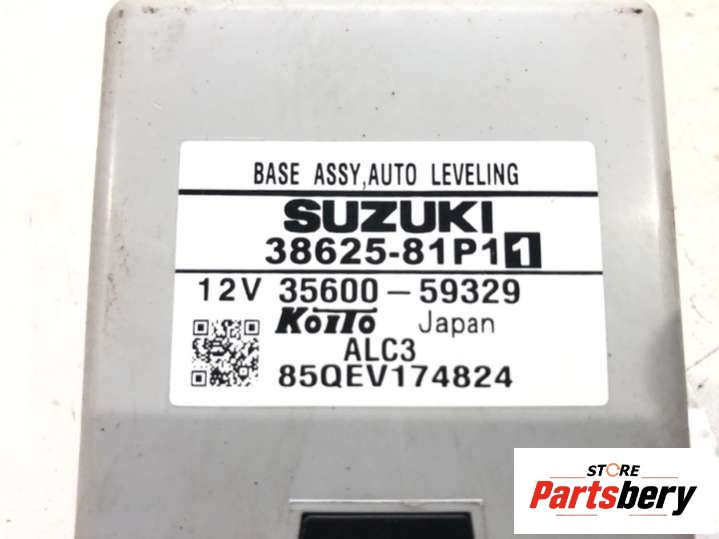 BASE ASSY,AUTO LEVELING
SUZUKI
38625-81P11
12V 35600-59329
KOITO Japan
ALC3
85QEV174824
STORE
Partsbery